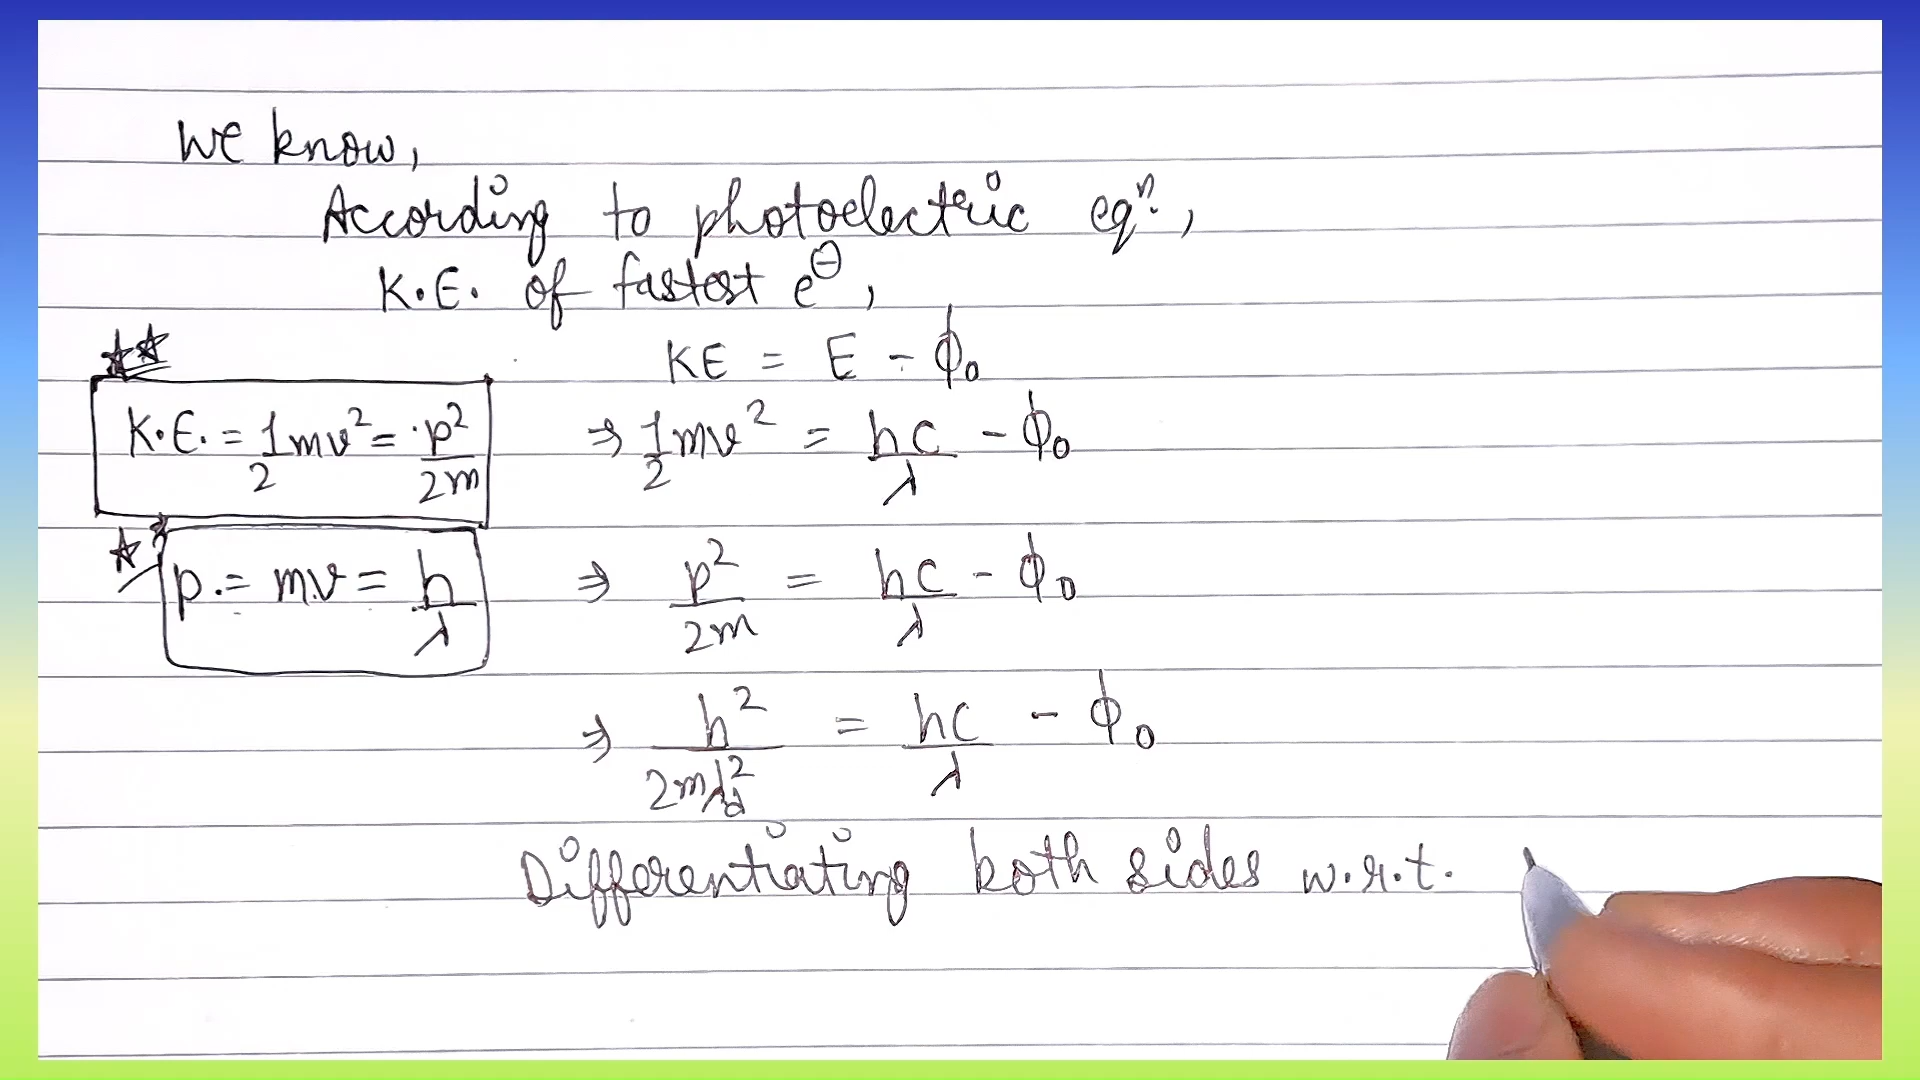 We know,
According to photoelectric eqn.,
K.E. of fastest e⊖,
KE = E - ϕ₀
★★
K.E. = 1/2 mv² = p²/2m
⇒ 1/2 mv² = hc/λ - ϕ₀
★
p = mv = h/λ
⇒ p²/2m = hc/λ - ϕ₀
⇒ h²/2mλd² = hc/λ - ϕ₀
Differentiating both sides w.r.t.